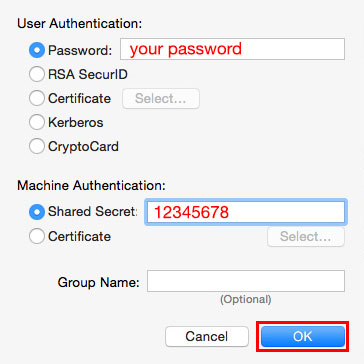 User Authentication:
Password: your password
RSA SecurID
Certificate Select...
Kerberos
CryptoCard
Machine Authentication:
Shared Secret: 12345678
Certificate Select...
Group Name:
(Optional)
Cancel OK